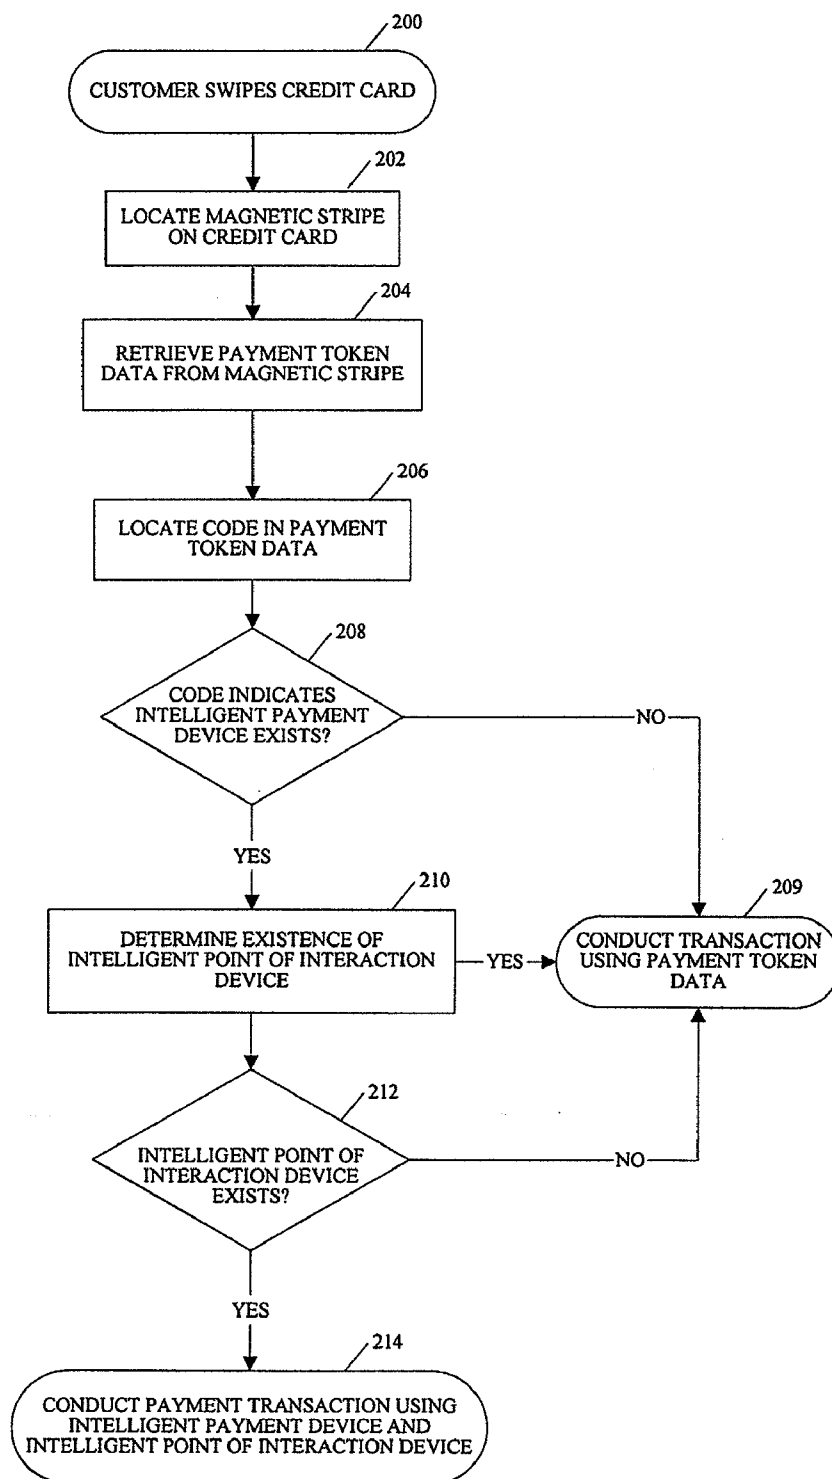 200
CUSTOMER SWIPES CREDIT CARD
202
LOCATE MAGNETIC STRIPE
ON CREDIT CARD
204
RETRIEVE PAYMENT TOKEN
DATA FROM MAGNETIC STRIPE
206
LOCATE CODE IN PAYMENT
TOKEN DATA
208
CODE INDICATES
INTELLIGENT PAYMENT
DEVICE EXISTS?
NO
YES
210
DETERMINE EXISTENCE OF
INTELLIGENT POINT OF INTERACTION
DEVICE
YES
209
CONDUCT TRANSACTION
USING PAYMENT TOKEN
DATA
212
INTELLIGENT POINT OF
INTERACTION DEVICE
EXISTS?
NO
YES
214
CONDUCT PAYMENT TRANSACTION USING
INTELLIGENT PAYMENT DEVICE AND
INTELLIGENT POINT OF INTERACTION DEVICE